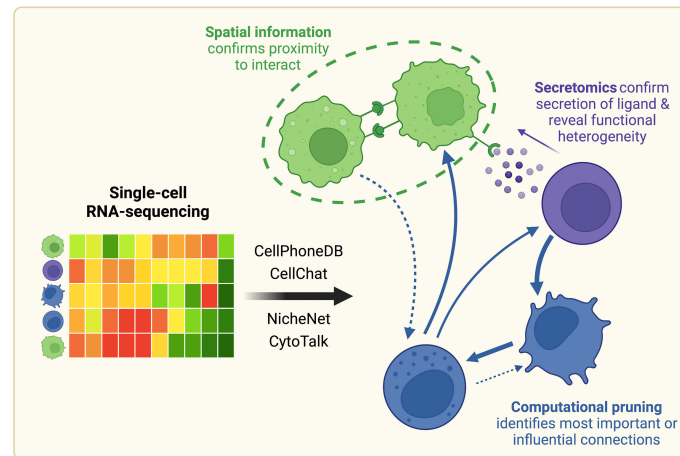 Spatial information
confirms proximity
to interact
Secretomics confirm
secretion of ligand &
reveal functional
heterogeneity
Single-cell
RNA-sequencing
CellPhoneDB
CellChat
NicheNet
CytoTalk
Computational pruning
identifies most important or
influential connections